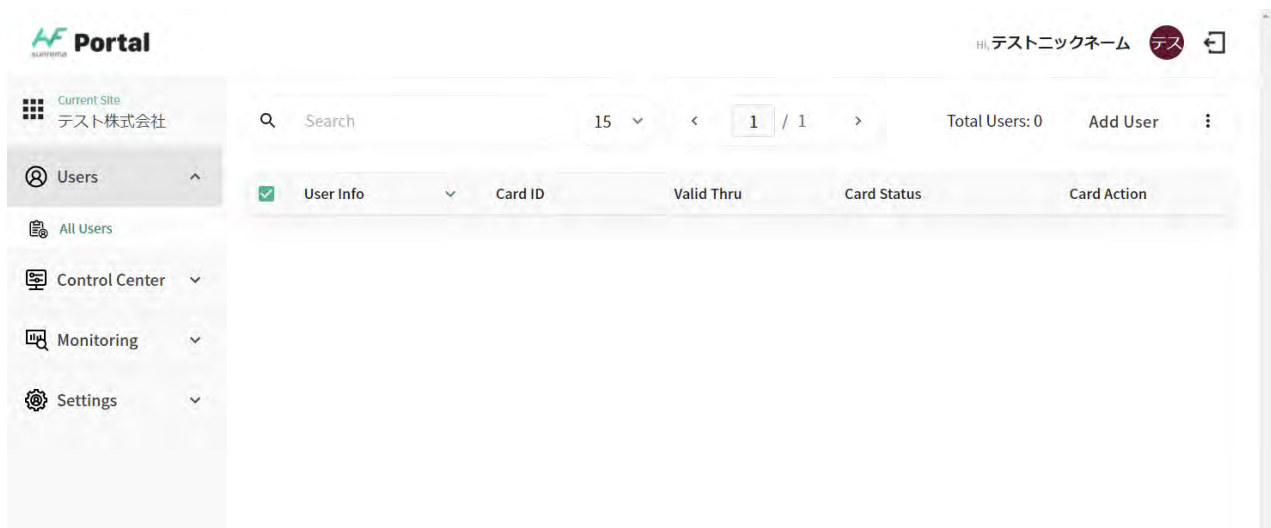 AF Portal
suprema
Hi, テストニックネーム
テス
Current Site
テスト株式会社
Search
15
1 / 1
Total Users: 0
Add User
Users
User Info
Card ID
Valid Thru
Card Status
Card Action
All Users
Control Center
Monitoring
Settings